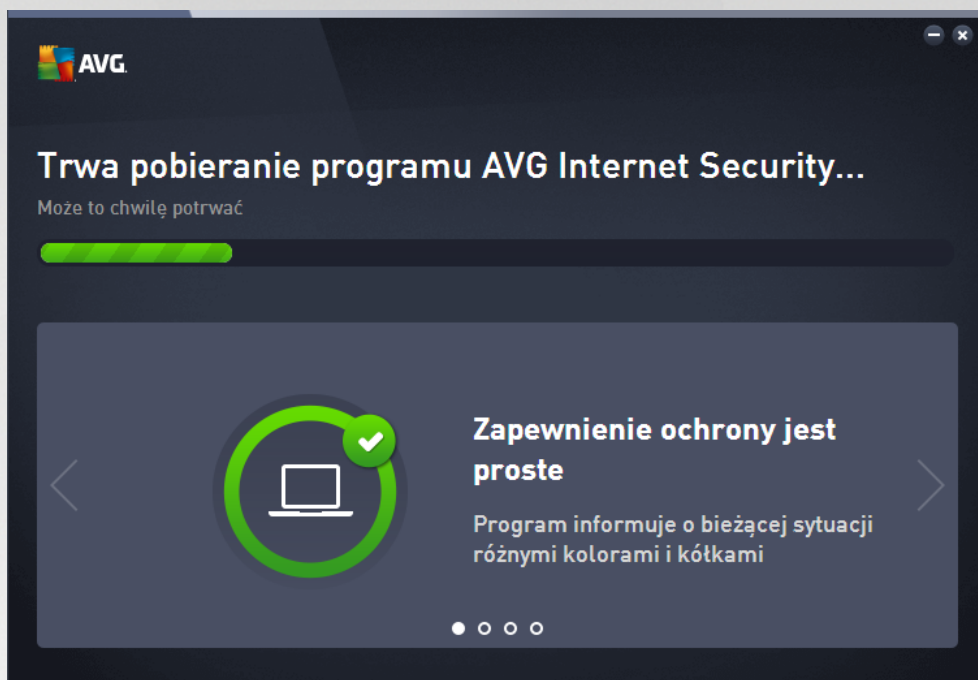 AVG
Trwa pobieranie programu AVG Internet Security...
Może to chwilę potrwać
Zapewnienie ochrony jest
proste
Program informuje o bieżącej sytuacji
różnymi kolorami i kółkami